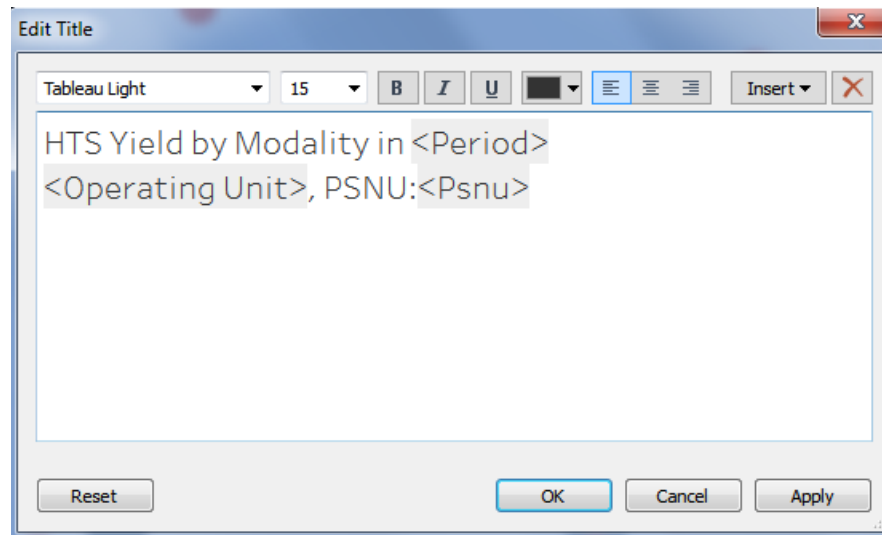 Edit Title
x
Tableau Light 15 B I U Insert
HTS Yield by Modality in <Period>
<Operating Unit>, PSNU:<Psnu>
Reset OK Cancel Apply